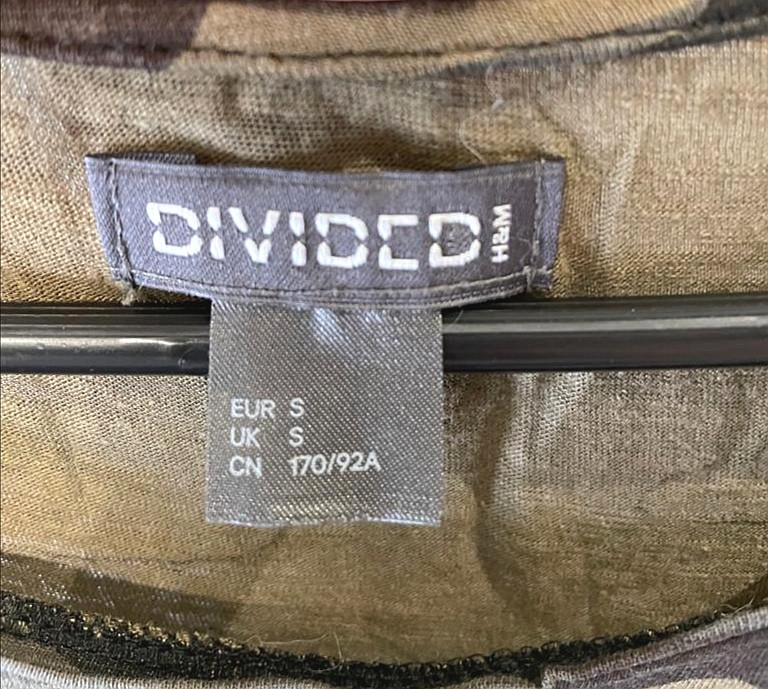 DIVIDED H&M
EUR S
UK S
CN 170/92A